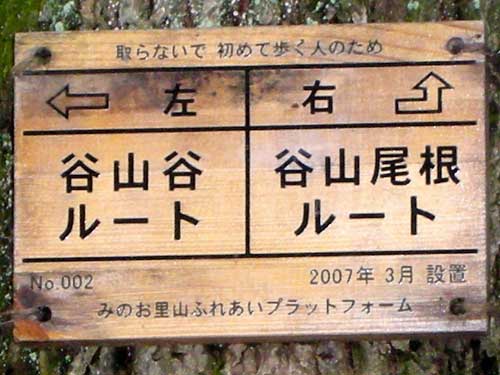 取らないで 初めて歩く人のため
左 右
谷山谷 谷山尾根
ルート ルート
No.002 2007年 3月 設置
みのお里山ふれあいプラットフォーム